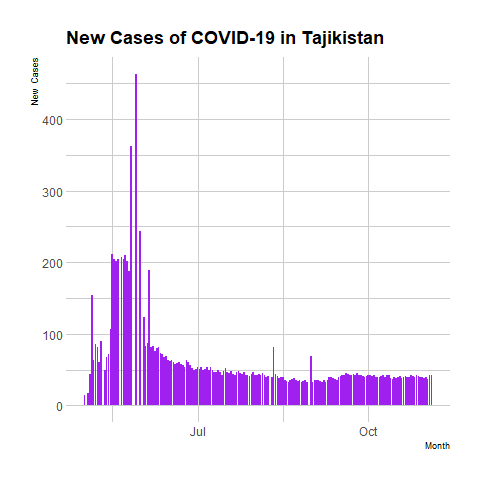 New Cases of COVID-19 in Tajikistan
New Cases
400
300
200
100
0
Jul
Oct
Month